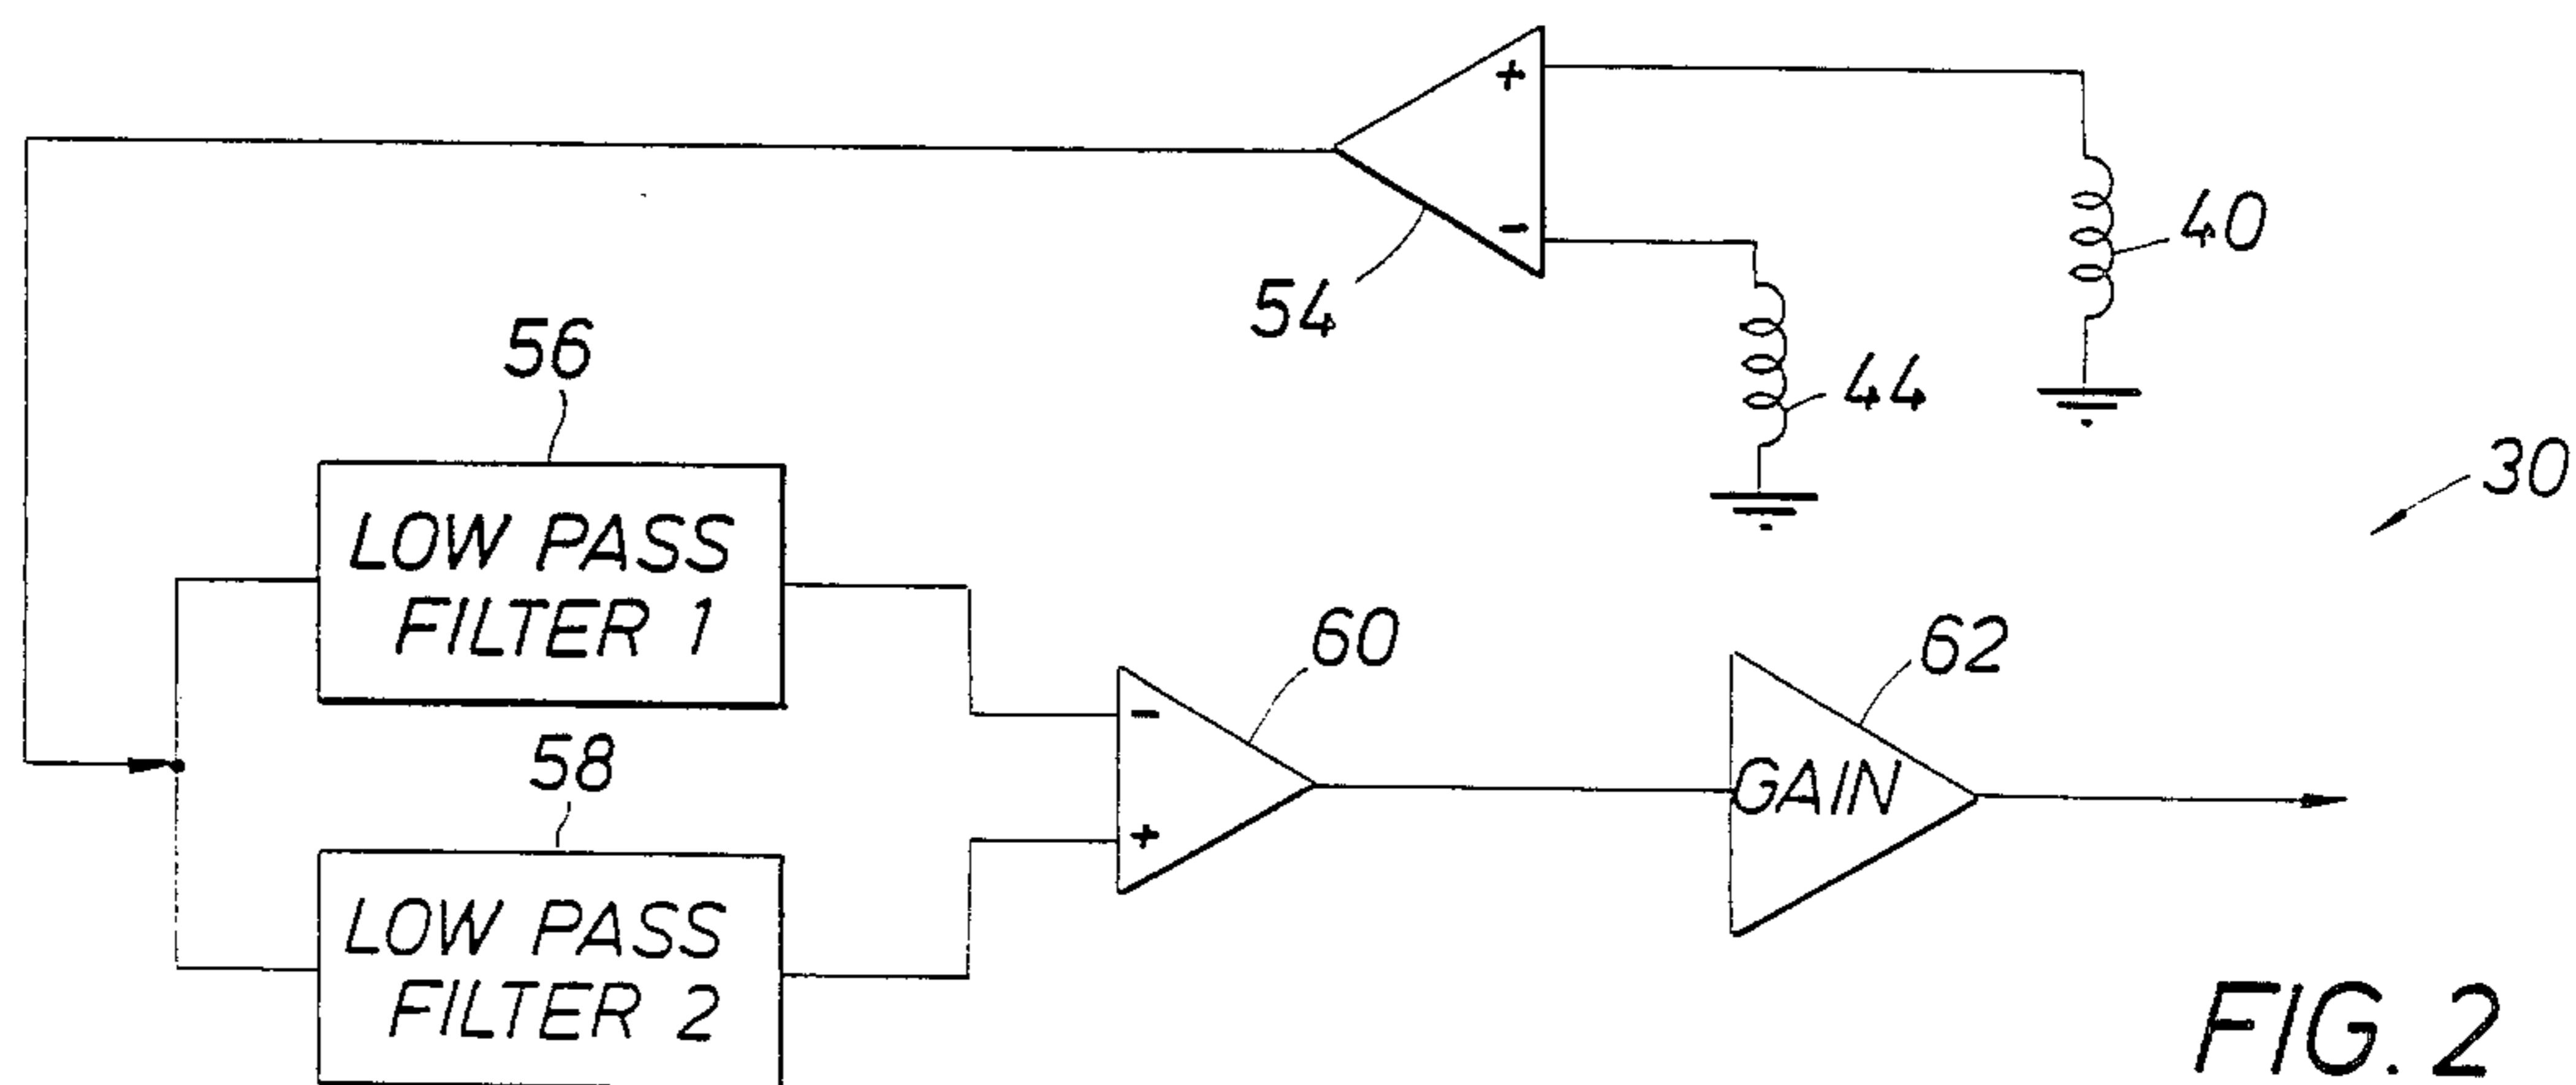 +
-
40
54
44
56
30
LOW PASS
FILTER 1
60
62
-
58
GAIN
+
LOW PASS
FILTER 2
FIG. 2